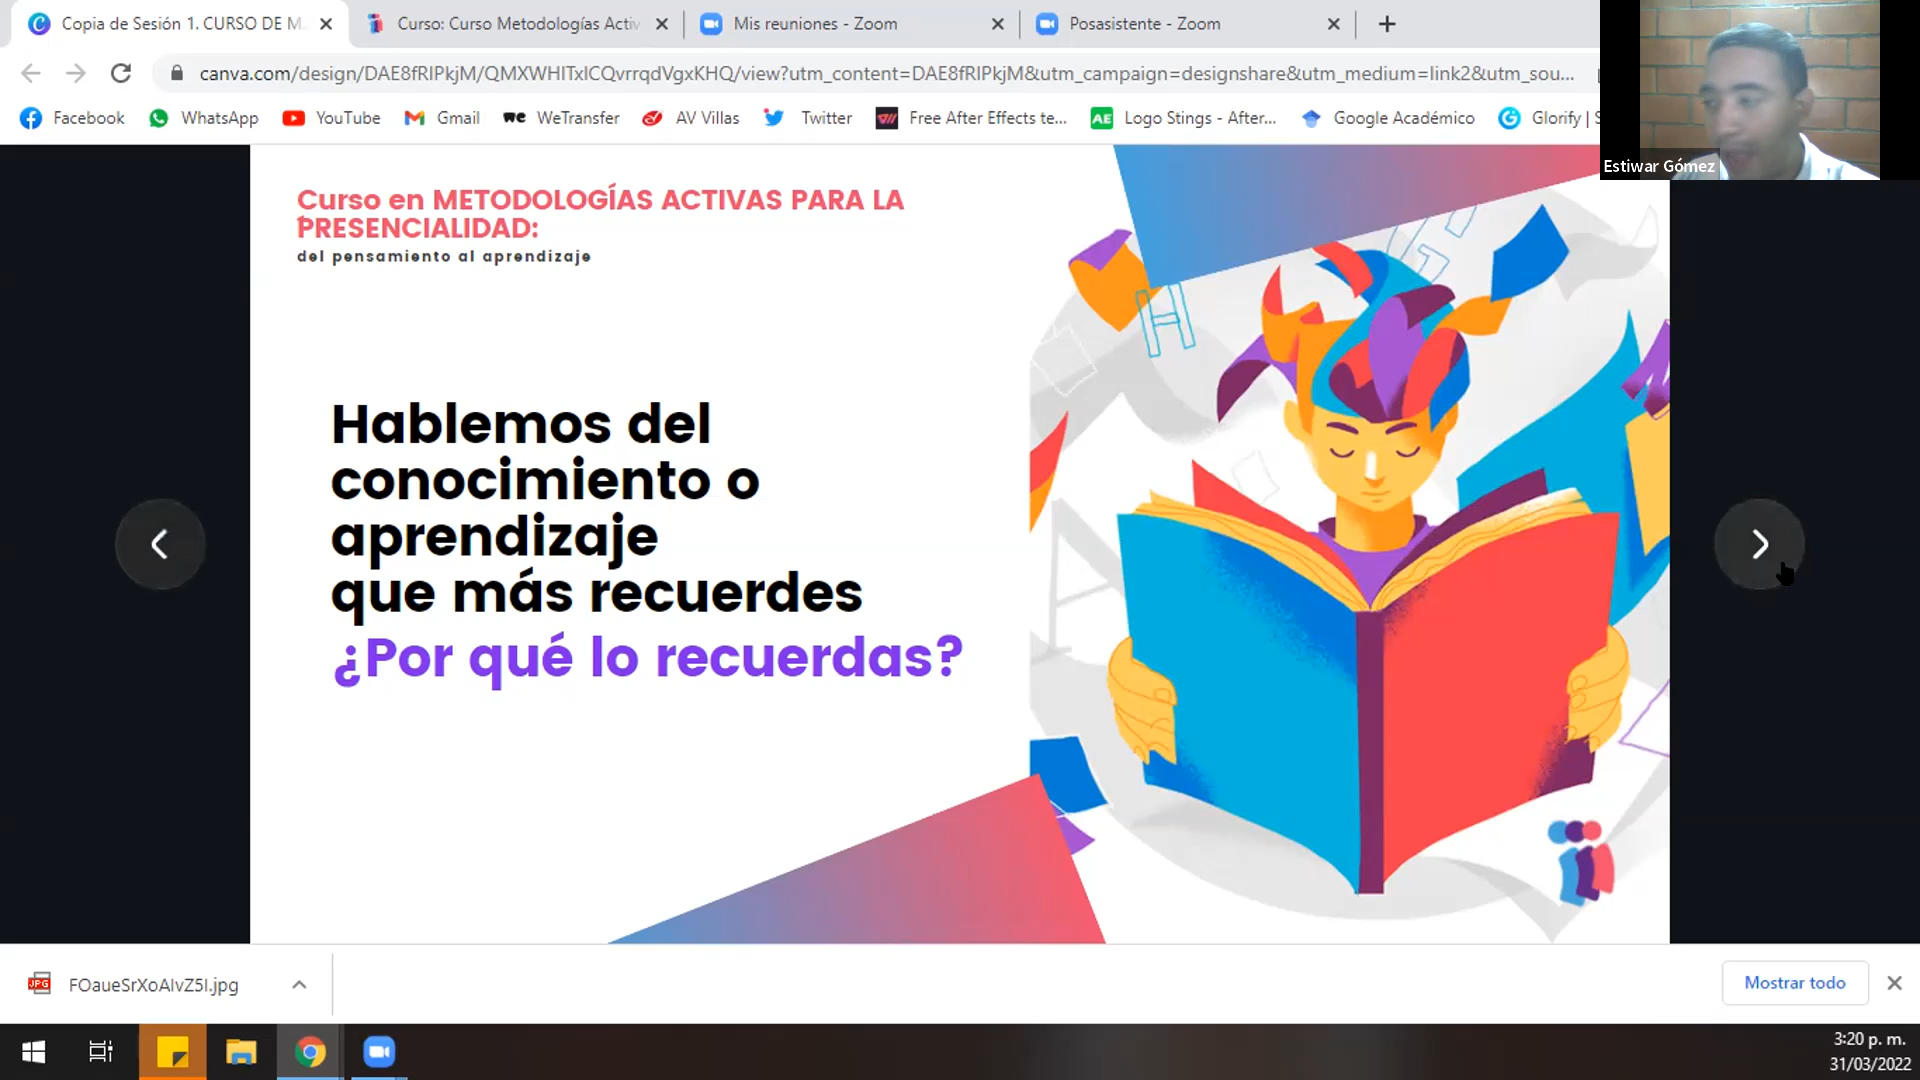 Copia de Sesión 1. CURSO DE M
Curso: Curso Metodologías Activ
Mis reuniones - Zoom
Posasistente - Zoom
canva.com/design/DAE8fRIPkjM/QMXWHITxICQvrrqdVgxKHQ/view?utm_content=DAE8fRIPkjM&utm_campaign=designshare&utm_medium=link2&utm_sou...
Facebook
WhatsApp
YouTube
Gmail
WeTransfer
AV Villas
Twitter
Free After Effects te...
Logo Stings - After...
Google Académico
Glorify | S
Estiwar Gómez
Curso en METODOLOGÍAS ACTIVAS PARA LA
PRESENCIALIDAD:
del pensamiento al aprendizaje
Hablemos del
conocimiento o
aprendizaje
que más recuerdes
¿Por qué lo recuerdas?
H
JPG
FOaueSrXoAIvZ5I.jpg
Mostrar todo
3:20 p. m.
31/03/2022